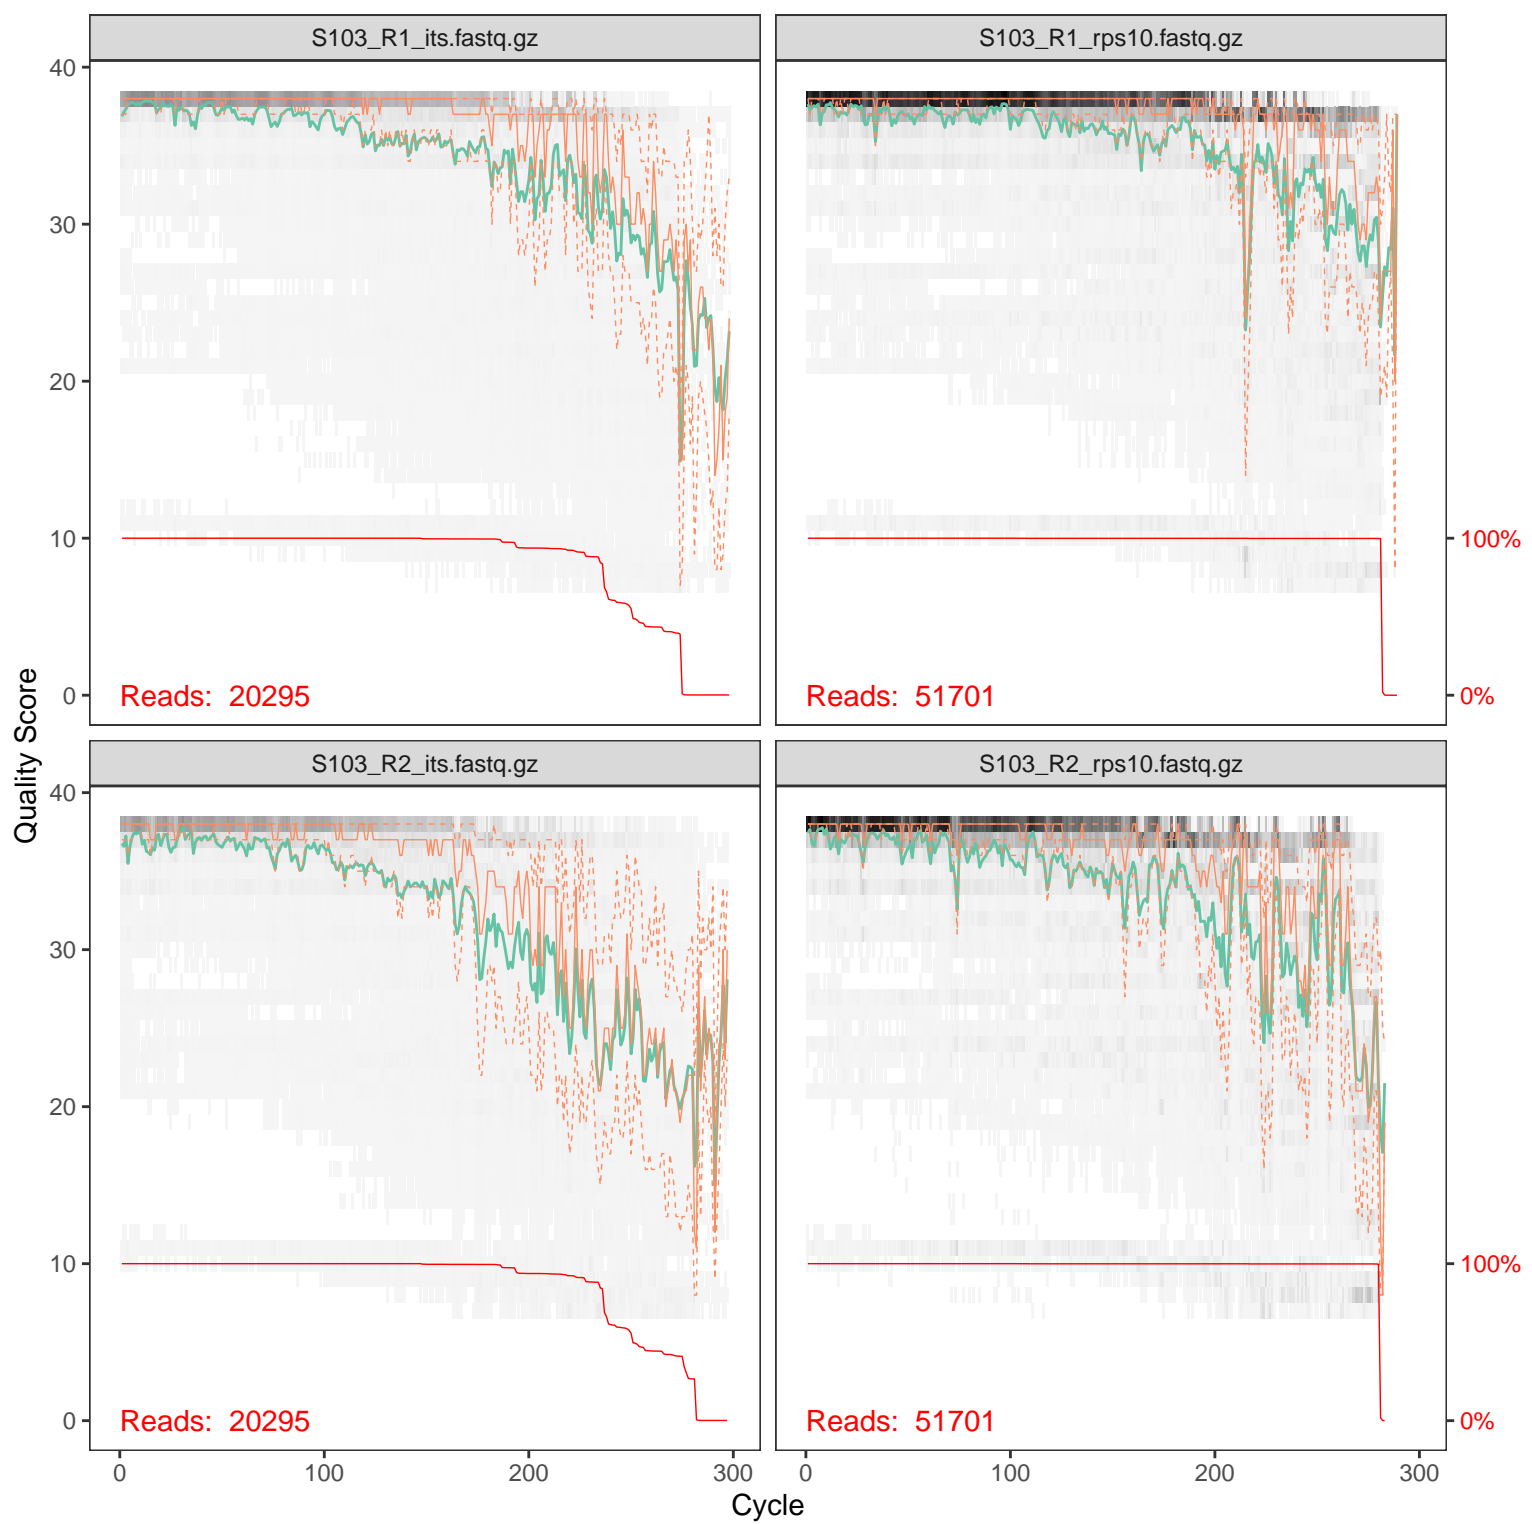 S103_R1_its.fastq.gz
S103_R1_rps10.fastq.gz
40
30
20
10
0
100%
0%
Reads: 20295
Reads: 51701
Quality Score
S103_R2_its.fastq.gz
S103_R2_rps10.fastq.gz
40
30
20
10
0
100%
0%
Reads: 20295
Reads: 51701
0 100 200 300
0 100 200 300
Cycle